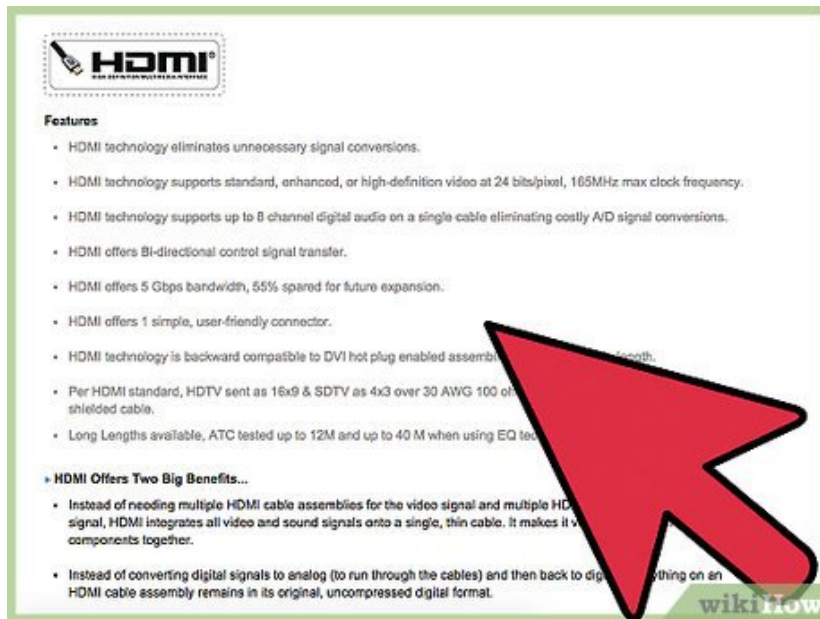 HDMI®
HIGH-DEFINITION MULTIMEDIA INTERFACE
Features
• HDMI technology eliminates unnecessary signal conversions.
• HDMI technology supports standard, enhanced, or high-definition video at 24 bits/pixel, 165MHz max clock frequency.
• HDMI technology supports up to 8 channel digital audio on a single cable eliminating costly A/D signal conversions.
• HDMI offers Bi-directional control signal transfer.
• HDMI offers 5 Gbps bandwidth, 55% spared for future expansion.
• HDMI offers 1 simple, user-friendly connector.
• HDMI technology is backward compatible to DVI hot plug enabled length.
• Per HDMI standard, HDTV sent as 16x9 & SDTV as 4x3 over 30 AWG 100
shielded cable.
• Long Lengths available, ATC tested up to 12M and up to 40 M when using EQ
HDMI Offers Two Big Benefits...
• Instead of needing multiple HDMI cable assemblies for the video signal and multiple
signal, HDMI integrates all video and sound signals onto a single, thin cable. It makes it
components together.
• Instead of converting digital signals to analog (to run through the cables) and then back to on an
HDMI cable assembly remains in its original, uncompressed digital format.
wikiHow